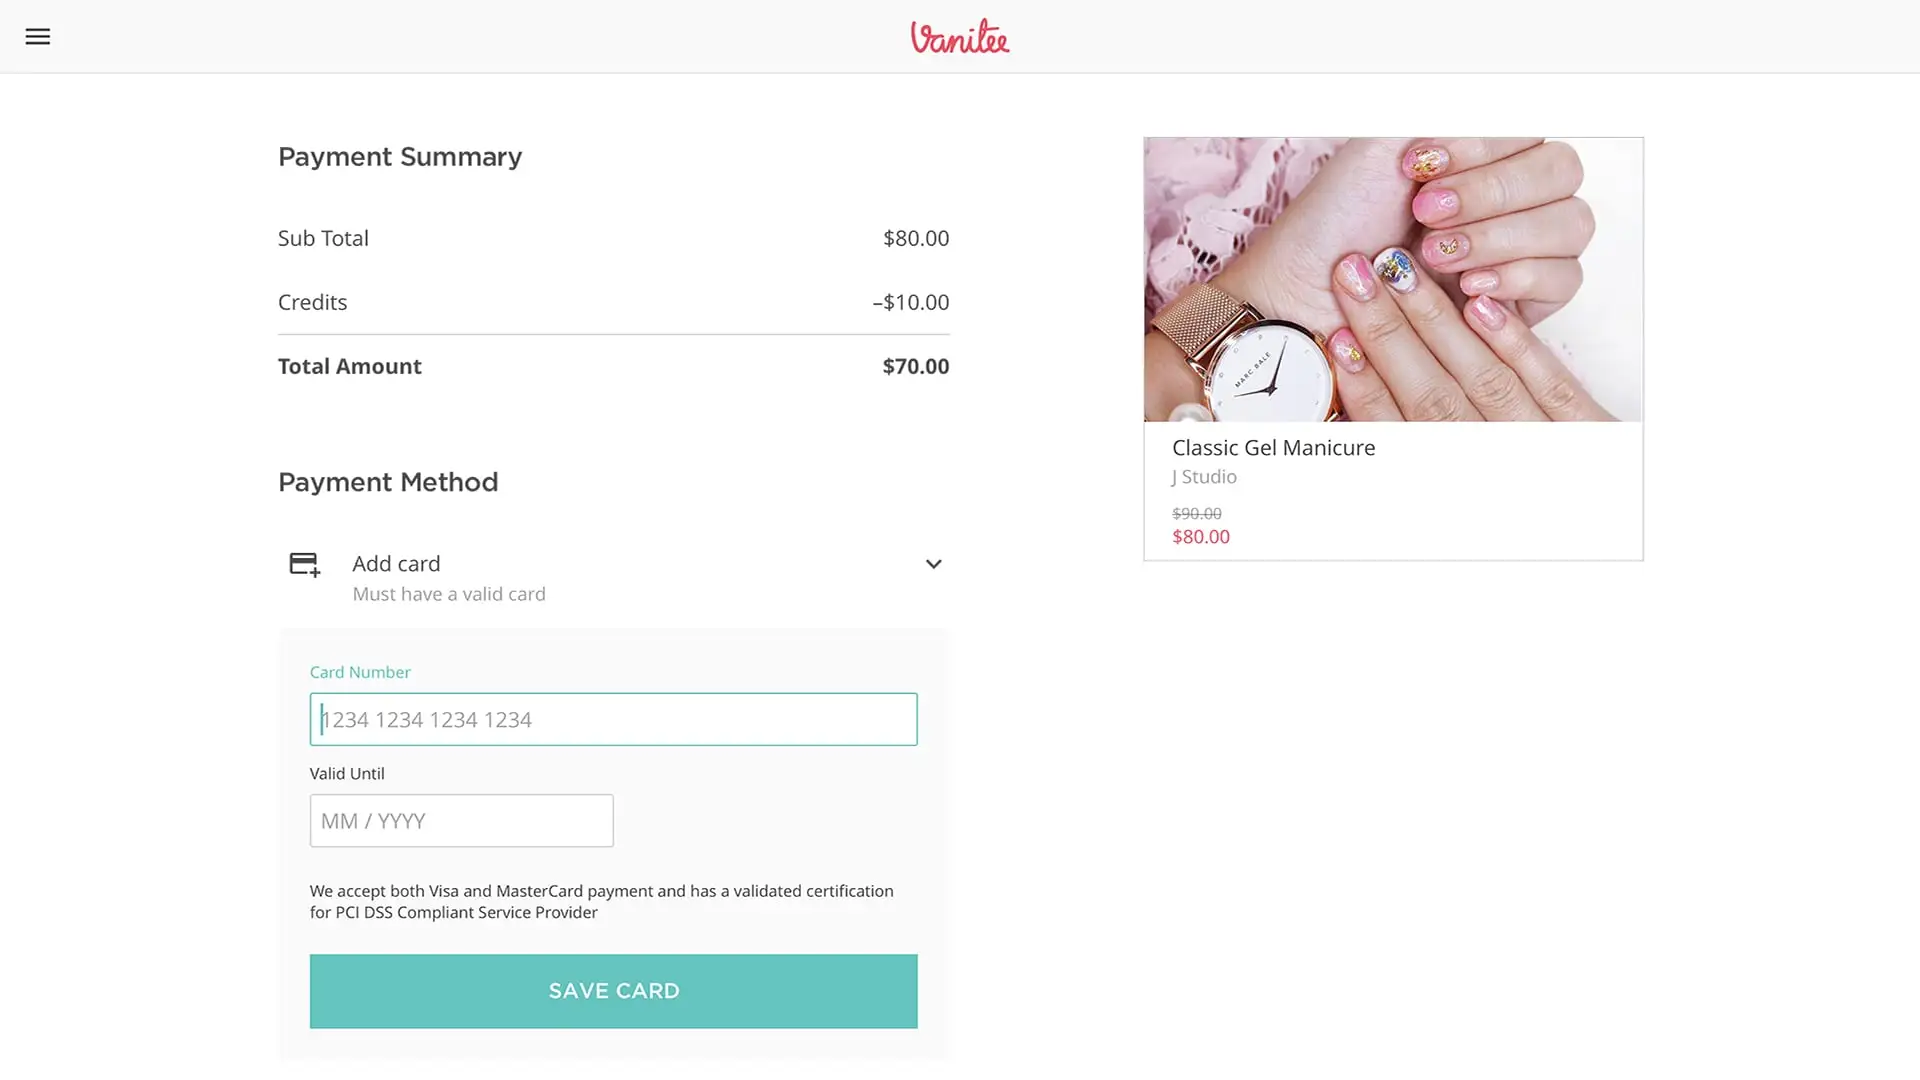 Vanitee
Payment Summary
Sub Total $80.00
Credits –$10.00
Total Amount $70.00
Payment Method
Add card
Must have a valid card
Card Number
1234 1234 1234 1234
Valid Until
MM / YYYY
We accept both Visa and MasterCard payment and has a validated certification
for PCI DSS Compliant Service Provider
SAVE CARD
MARC BALE
Classic Gel Manicure
J Studio
$90.00
$80.00